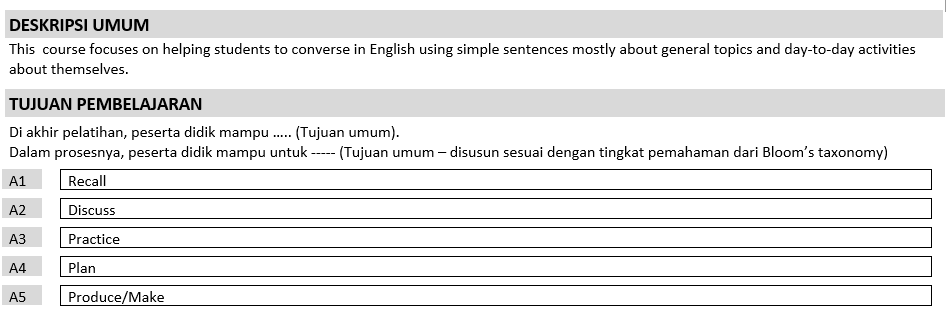 DESKRIPSI UMUM
This course focuses on helping students to converse in English using simple sentences mostly about general topics and day-to-day activities
about themselves.
TUJUAN PEMBELAJARAN
Di akhir pelatihan, peserta didik mampu ..... (Tujuan umum).
Dalam prosesnya, peserta didik mampu untuk ----- (Tujuan umum – disusun sesuai dengan tingkat pemahaman dari Bloom's taxonomy)
A1 Recall
A2 Discuss
A3 Practice
A4 Plan
A5 Produce/Make